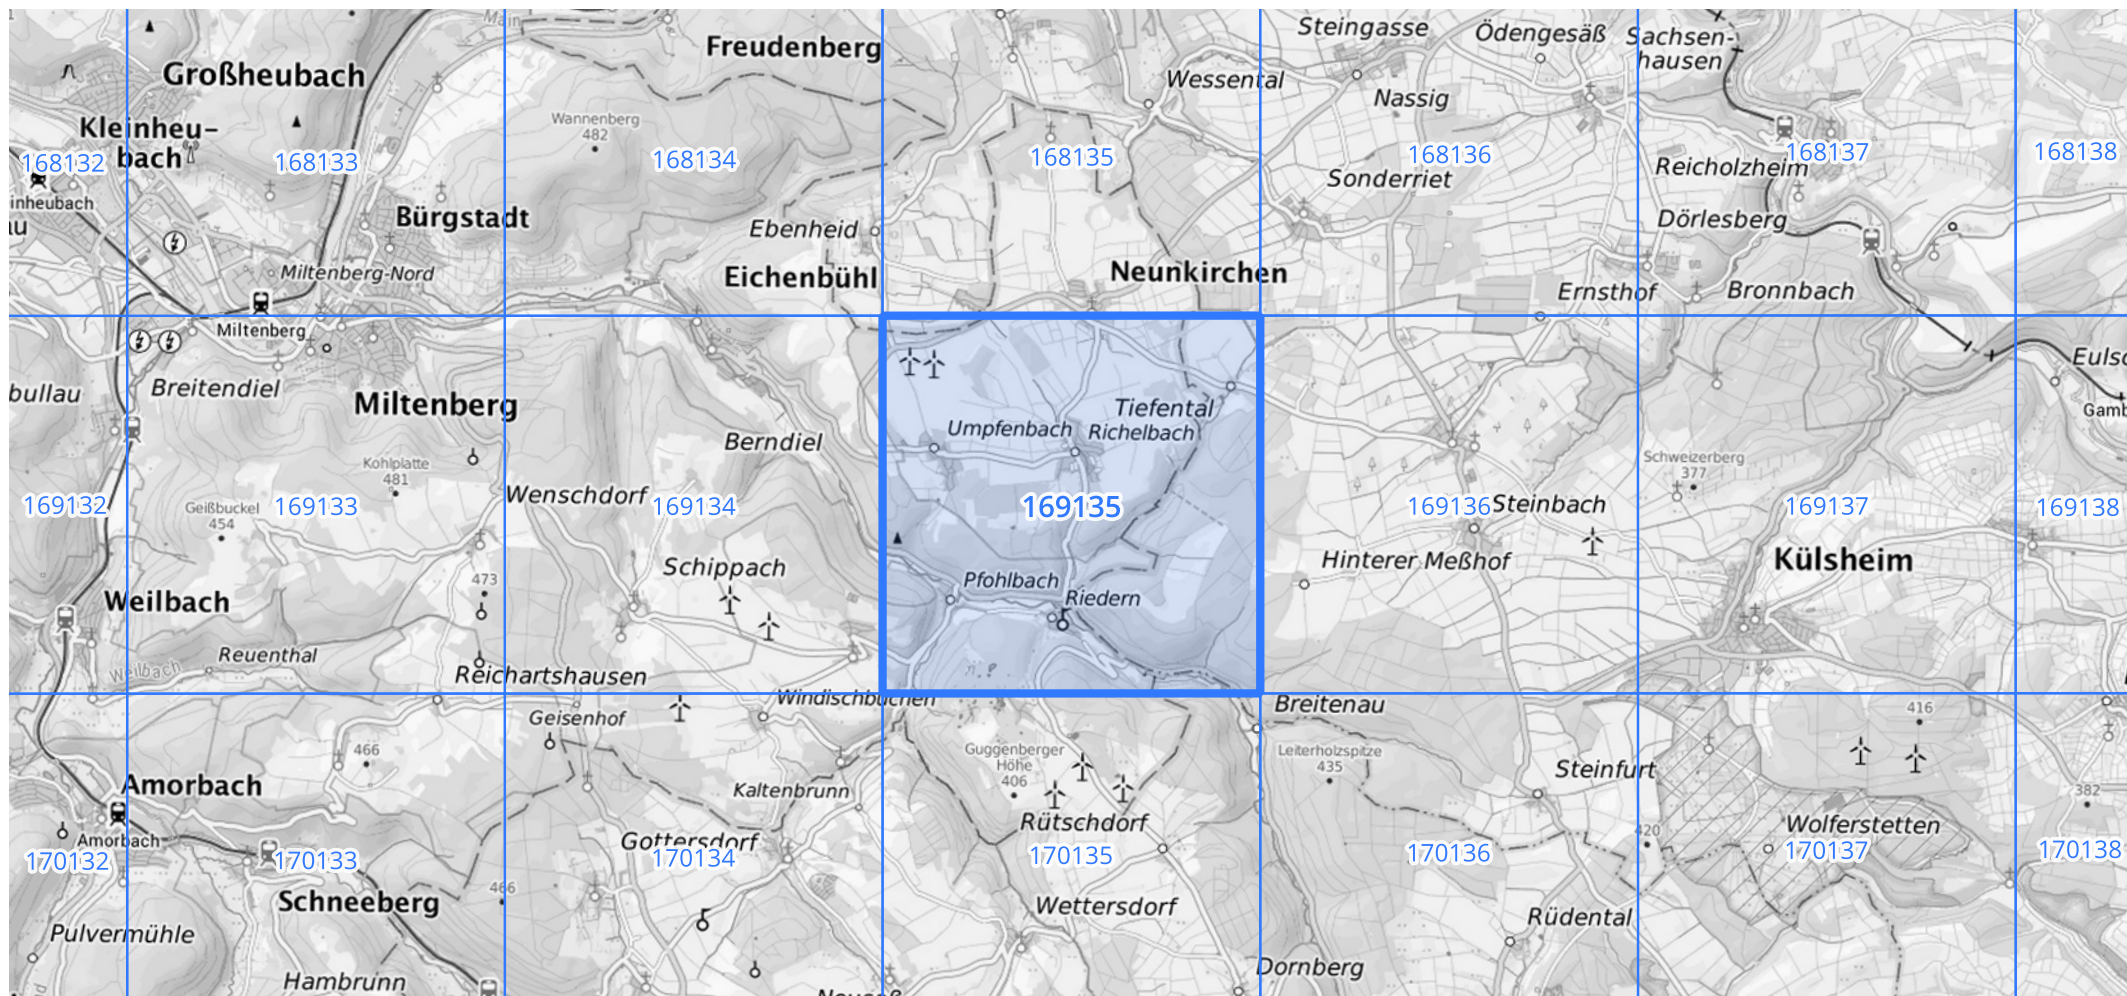 Main
Freudenberg
Steingasse
Ödengesäß
Sachsen-
hausen
Großheubach
Wessental
Nassig
Wannenberg
482
Kleinheu-
bach
168132
168133
168134
168135
168136
168137
168138
Reicholzheim
Sonderriet
inheubach
au
Bürgstadt
Ebenheid
Dörlesberg
Miltenberg-Nord
Eichenbühl
Neunkirchen
Ernsthof
Bronnbach
Miltenberg
bullau
Breitendiel
Miltenberg
Eulsc
Gamb
Tiefental
Umpfenbach
Richelbach
Berndiel
Kohlplatte
481
Schweizerberg
377
Wenschdorf
Geißbuckel
454
169132
169133
169134
169135
169136
169137
169138
Steinbach
Hinterer Meßhof
Külsheim
Schippach
473
Pfohlbach
Riedern
Weilbach
Reuenthal
Weilbach
Reichartshausen
Windischbuchen
Breitenau
Geisenhof
416
466
Guggenberger
Höhe
406
Leiterholzspitze
435
Steinfurt
Amorbach
Kaltenbrunn
382
Rütschdorf
Wolferstetten
420
Amorbach
Gottersdorf
170132
170133
170134
170135
170136
170137
170138
466
Schneeberg
Wettersdorf
Rüdental
Pulvermühle
Hambrunn
Dornberg